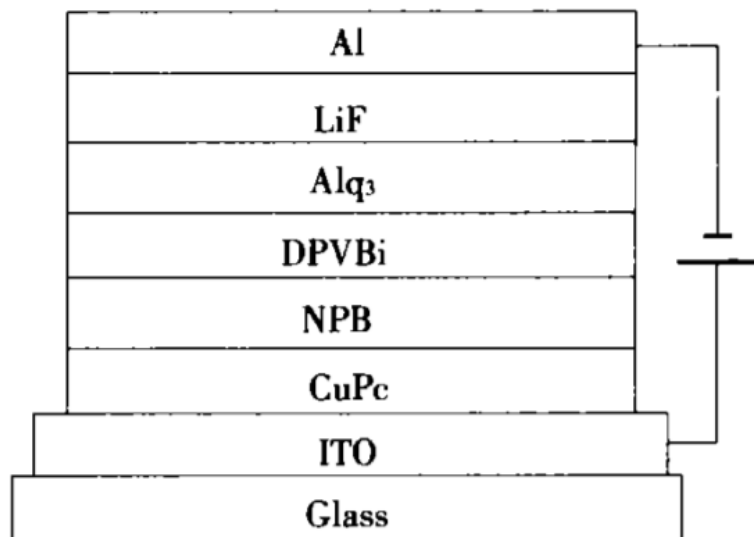 Al
LiF
Alq₃
DPVBi
NPB
CuPc
ITO
Glass